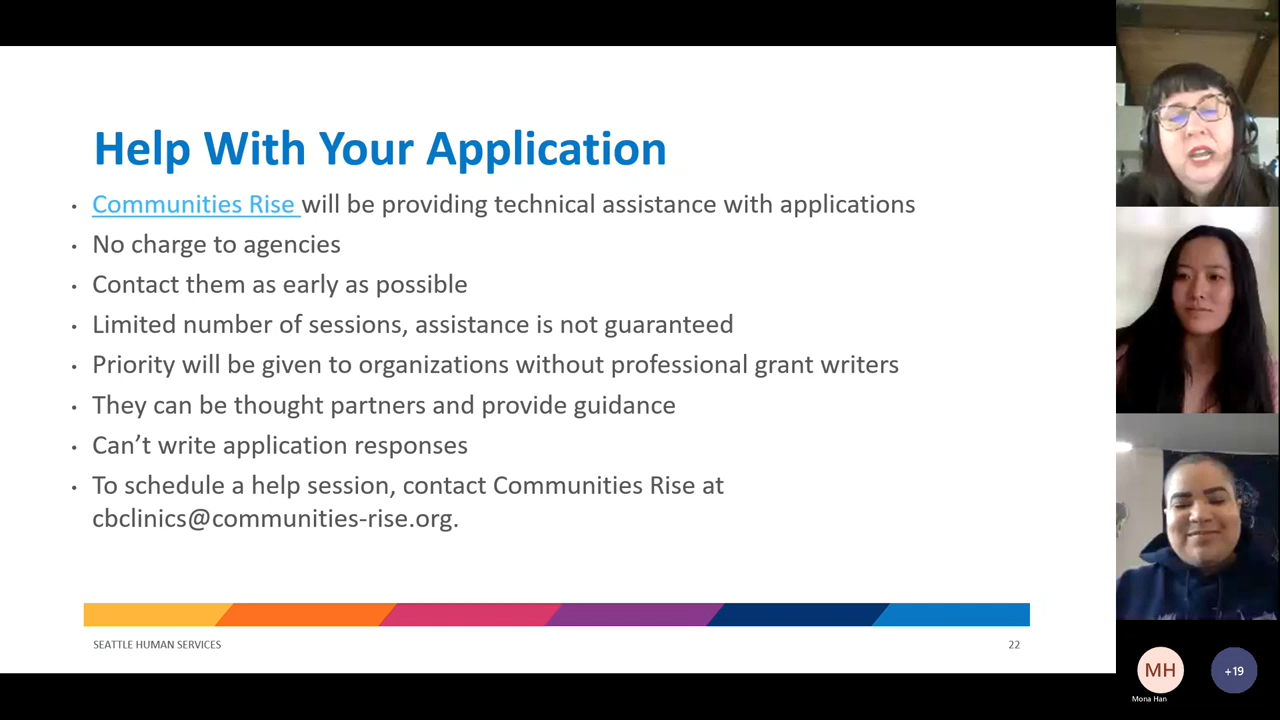 Help With Your Application
• Communities Rise will be providing technical assistance with applications
• No charge to agencies
• Contact them as early as possible
• Limited number of sessions, assistance is not guaranteed
• Priority will be given to organizations without professional grant writers
• They can be thought partners and provide guidance
• Can’t write application responses
• To schedule a help session, contact Communities Rise at
cbclinics@communities-rise.org.
SEATTLE HUMAN SERVICES
22
MH
Mona Han
+19